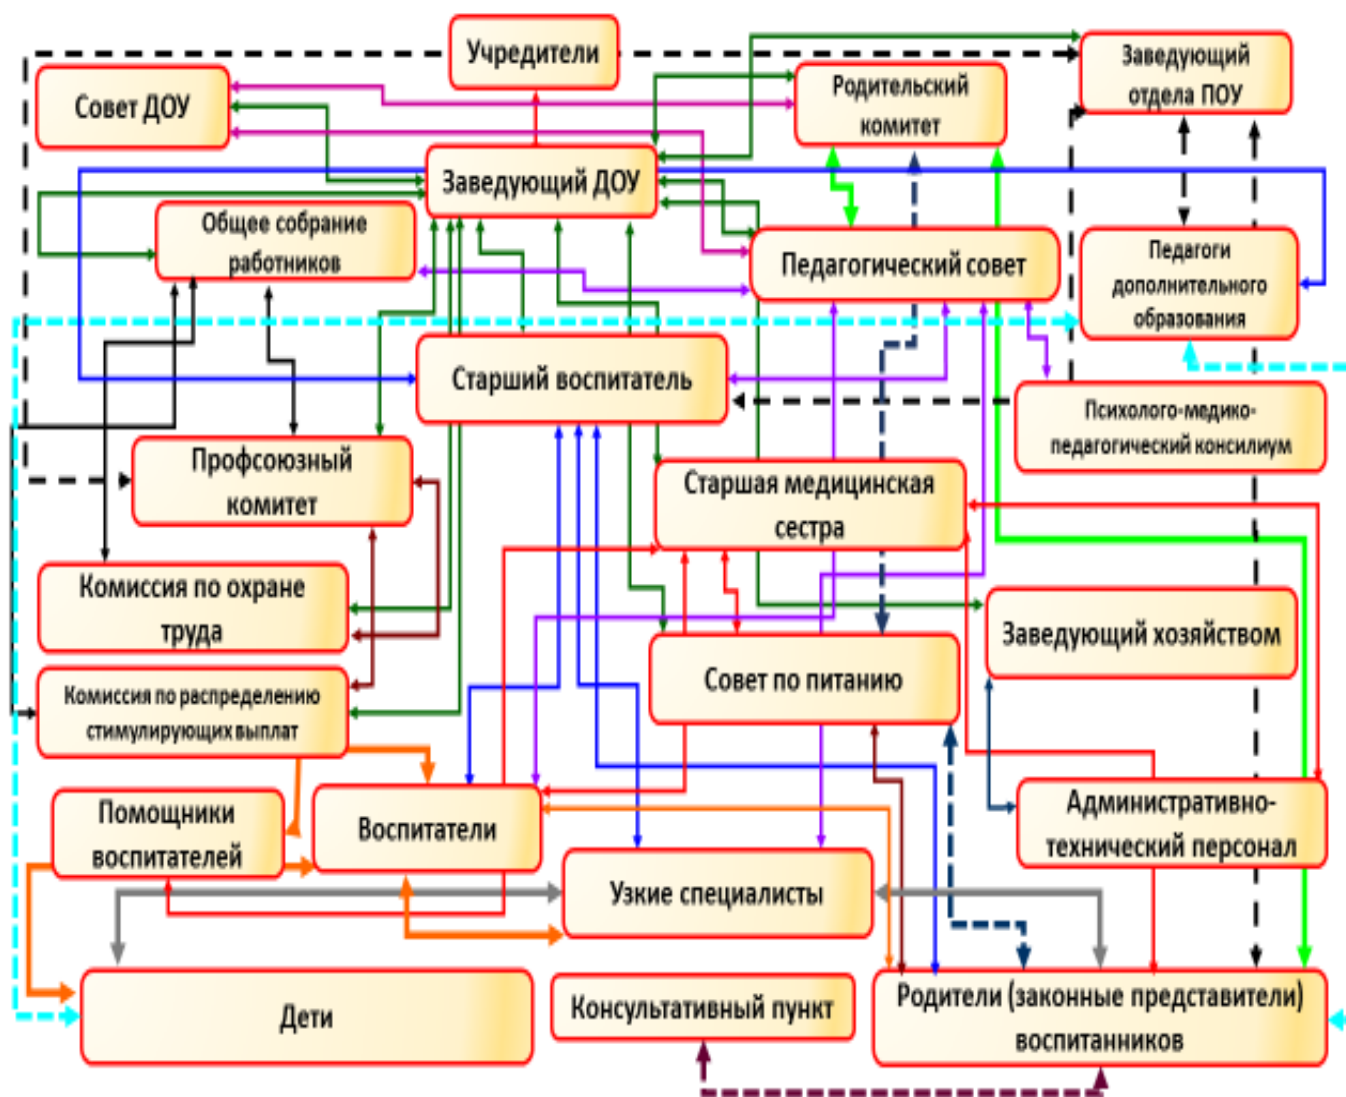 Учредители
Заведующий
отдела ПОУ
Совет ДОУ
Родительский
комитет
Заведующий ДОУ
Общее собрание
работников
Педагогический совет
Педагоги
дополнительного
образования
Старший воспитатель
Психолого-медико-
педагогический консилиум
Профсоюзный
комитет
Старшая медицинская
сестра
Комиссия по охране
труда
Заведующий хозяйством
Совет по питанию
Комиссия по распределению
стимулирующих выплат
Помощники
воспитателей
Воспитатели
Административно-
технический персонал
Узкие специалисты
Дети
Консультативный пункт
Родители (законные представители)
воспитанников